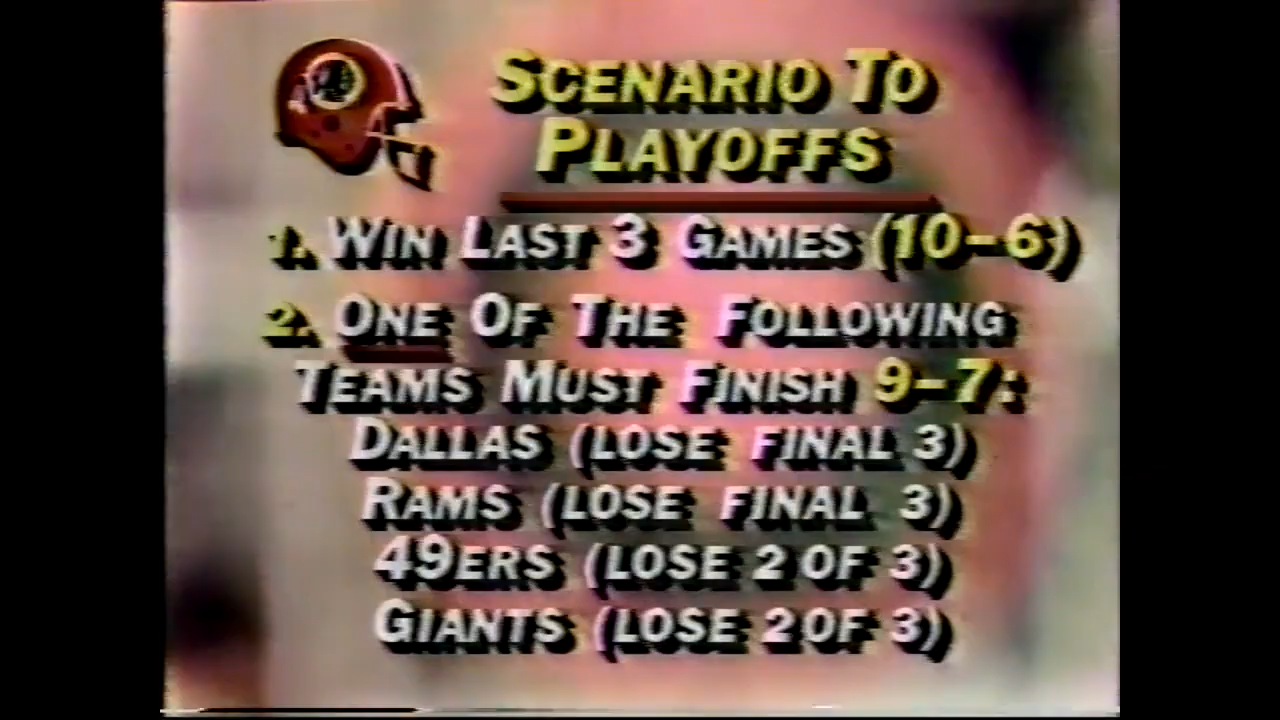 SCENARIO TO
PLAYOFFS
1. WIN LAST 3 GAMES (10-6)
2. ONE OF THE FOLLOWING
TEAMS MUST FINISH 9-7:
DALLAS (LOSE FINAL 3)
RAMS (LOSE FINAL 3)
49ERS (LOSE 2 OF 3)
GIANTS (LOSE 2 OF 3)